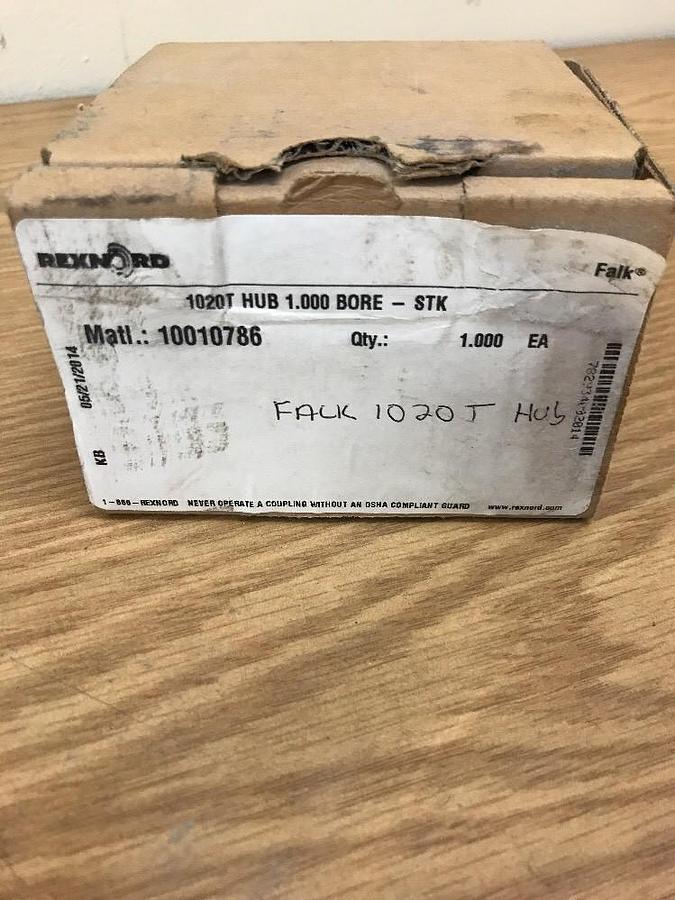 REXNORD Falk®
1020T HUB 1.000 BORE - STK
Matl.: 10010786 Qty.: 1.000 EA
05/21/2014
KB
FALK 1020T HUB
1-866-REXNORD NEVER OPERATE A COUPLING WITHOUT AN OSHA COMPLIANT GUARD www.rexnord.com